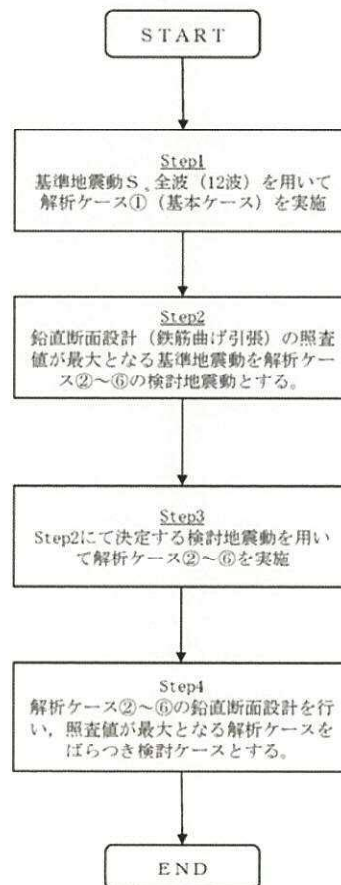 START
Step1
基準地震動Ｓs全波（12波）を用いて
解析ケース①（基本ケース）を実施
Step2
鉛直断面設計（鉄筋曲げ引張）の照査
値が最大となる基準地震動を解析ケー
ス②～⑥の検討地震動とする。
Step3
Step2にて決定する検討地震動を用い
て解析ケース②～⑥を実施
Step4
解析ケース②～⑥の鉛直断面設計を行
い，照査値が最大となる解析ケースを
ばらつき検討ケースとする。
END